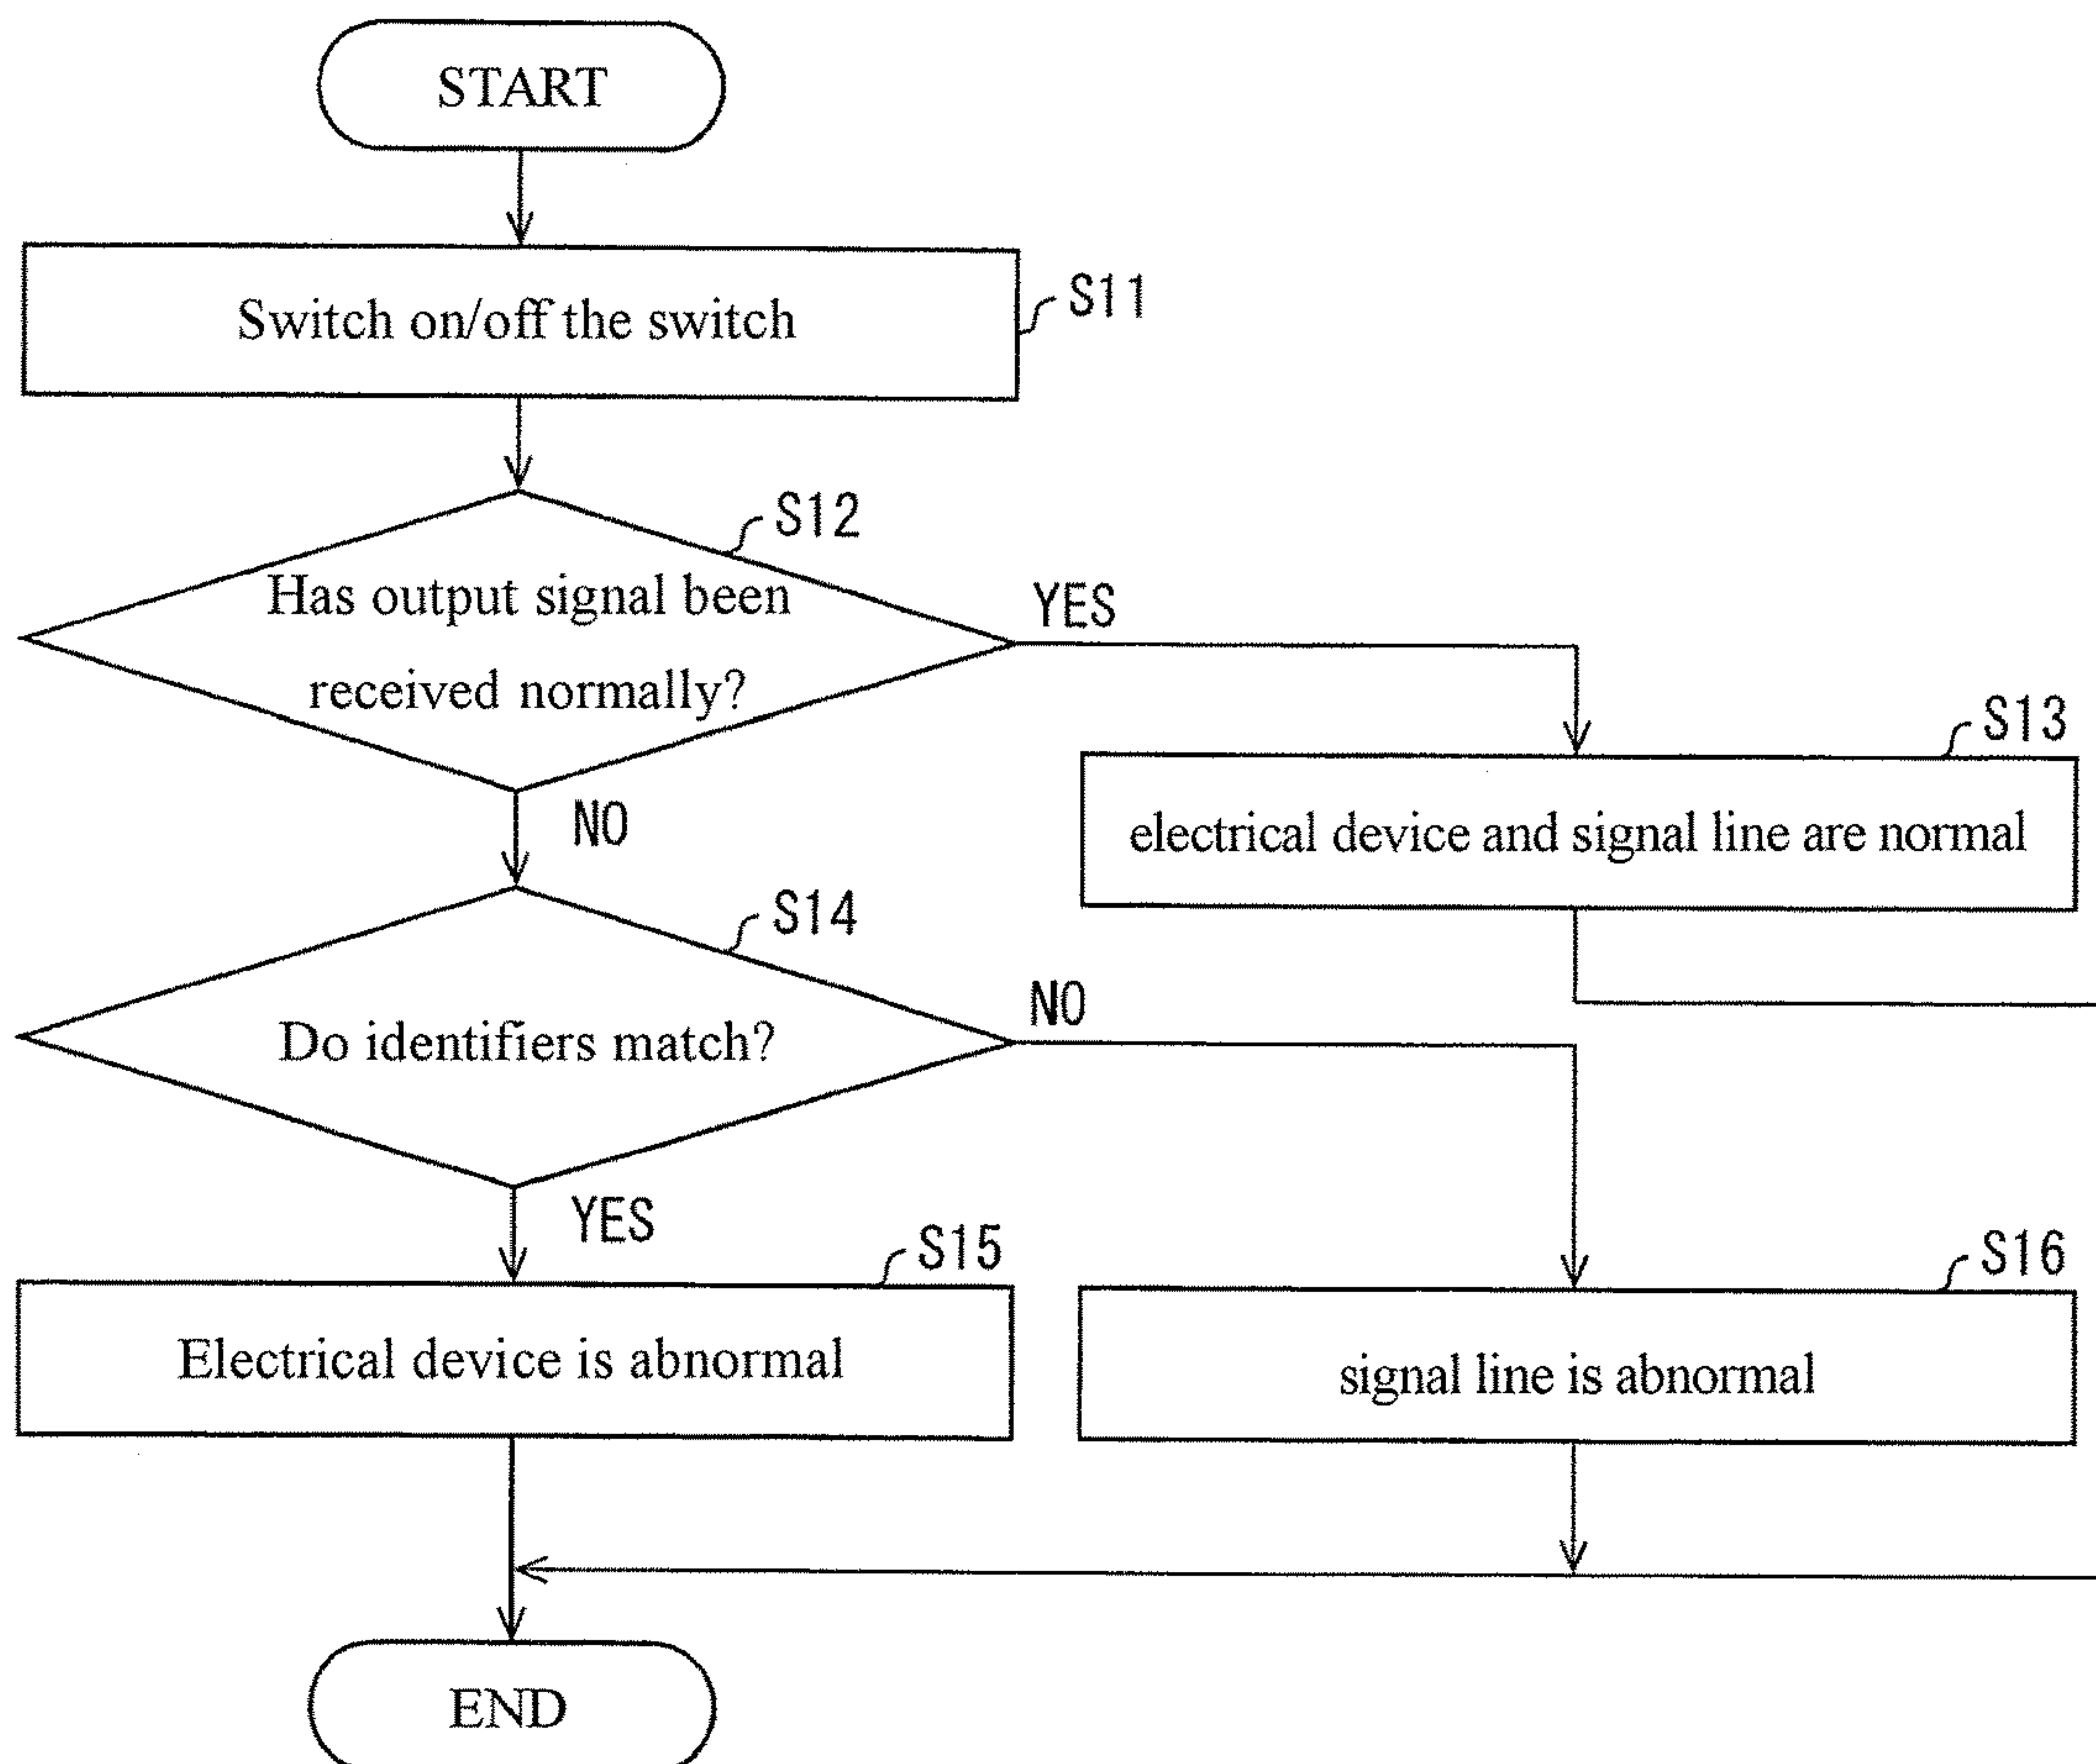 START
Switch on/off the switch
S11
S12
Has output signal been
received normally?
YES
NO
S13
electrical device and signal line are normal
S14
Do identifiers match?
NO
YES
S15
Electrical device is abnormal
S16
signal line is abnormal
END